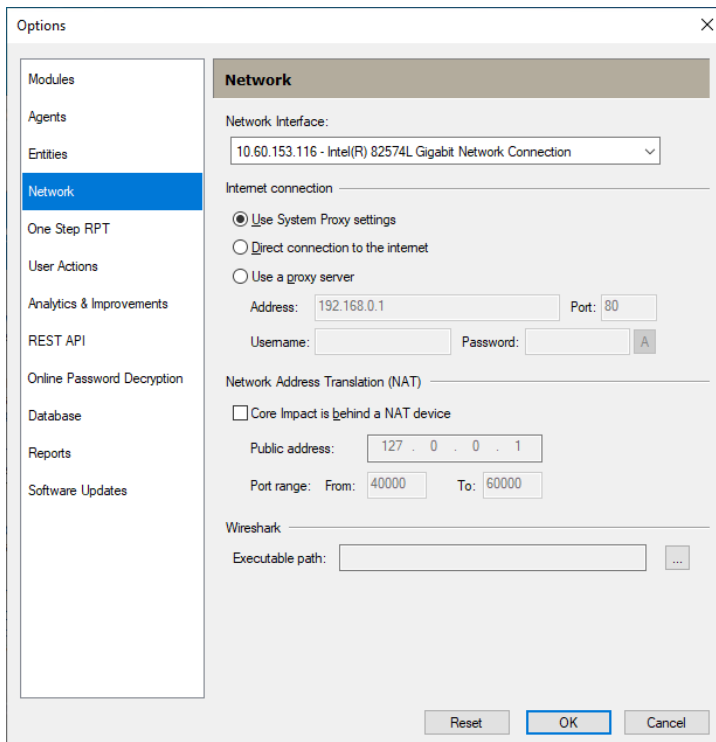 Options
Modules
Agents
Entities
Network
One Step RPT
User Actions
Analytics & Improvements
REST API
Online Password Decryption
Database
Reports
Software Updates
Network
Network Interface:
10.60.153.116 - Intel(R) 82574L Gigabit Network Connection
Internet connection
Use System Proxy settings
Direct connection to the internet
Use a proxy server
Address: 192.168.0.1 Port: 80
Username: Password: A
Network Address Translation (NAT)
Core Impact is behind a NAT device
Public address: 127 . 0 . 0 . 1
Port range: From: 40000 To: 60000
Wireshark
Executable path: ...
Reset OK Cancel